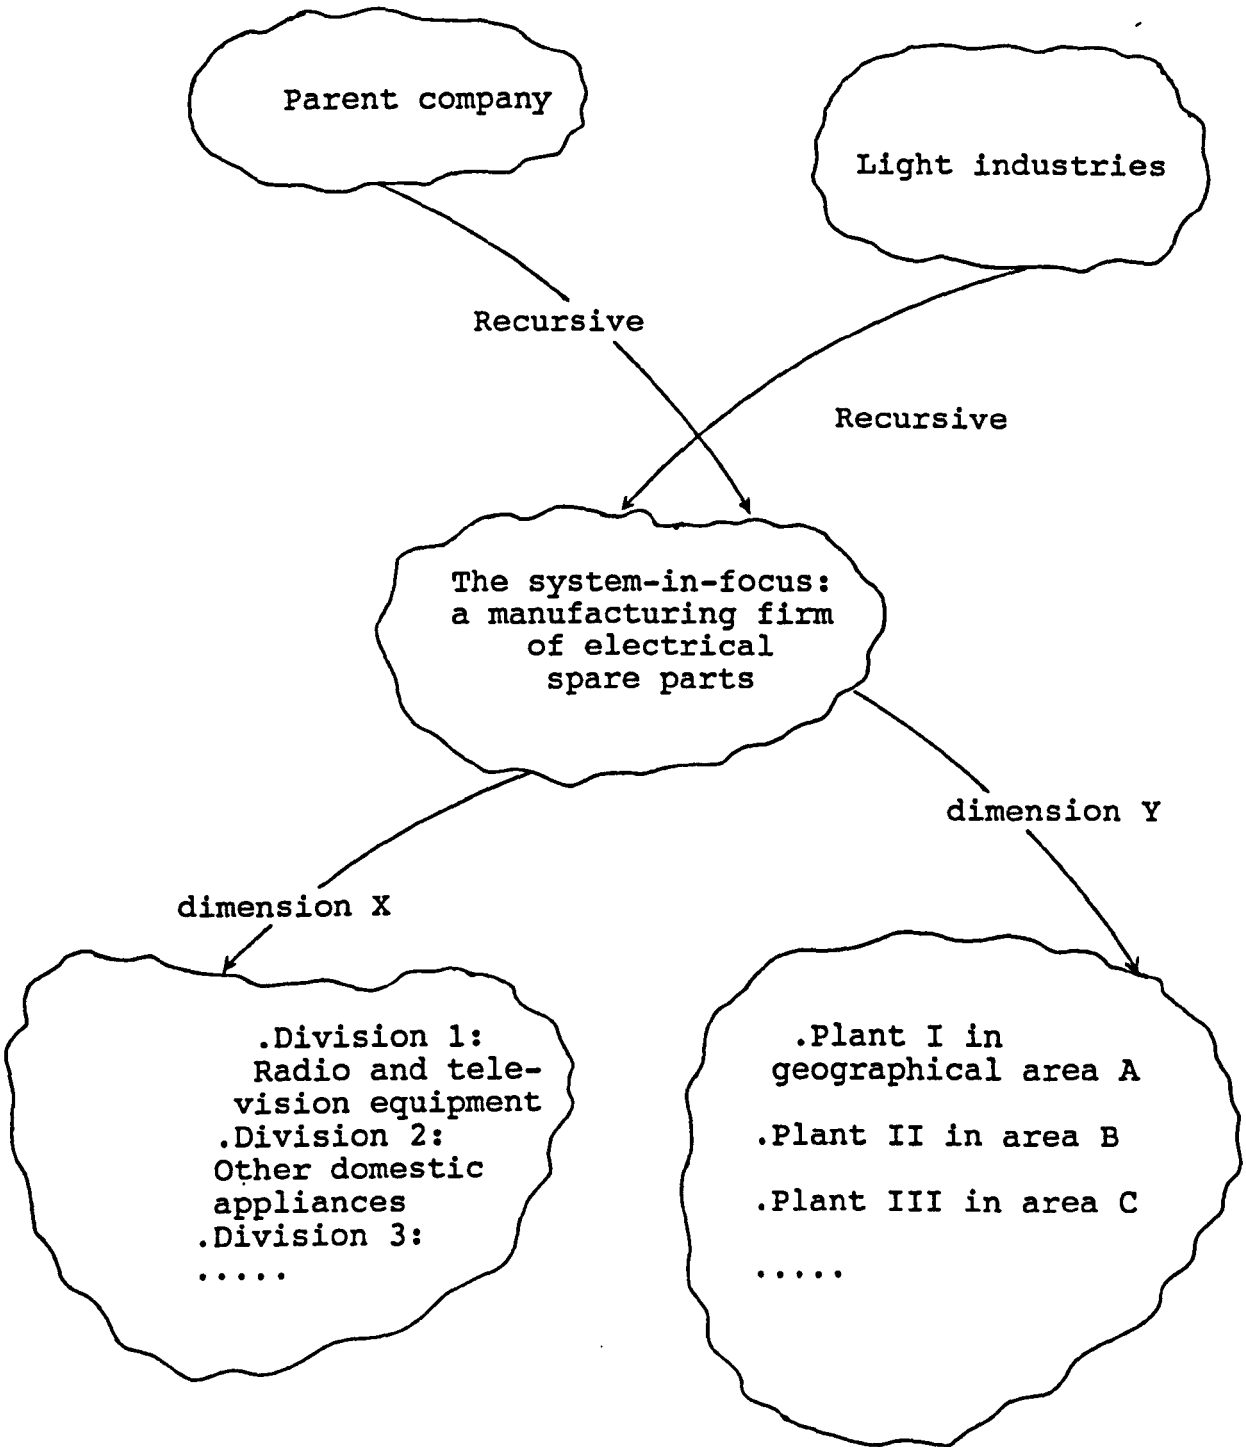 Parent company
Light industries
Recursive
Recursive
The system-in-focus:
a manufacturing firm
of electrical
spare parts
dimension Y
dimension X
.Division 1:
Radio and tele-
vision equipment
.Division 2:
Other domestic
appliances
.Division 3:
.....
.Plant I in
geographical area A
.Plant II in area B
.Plant III in area C
.....